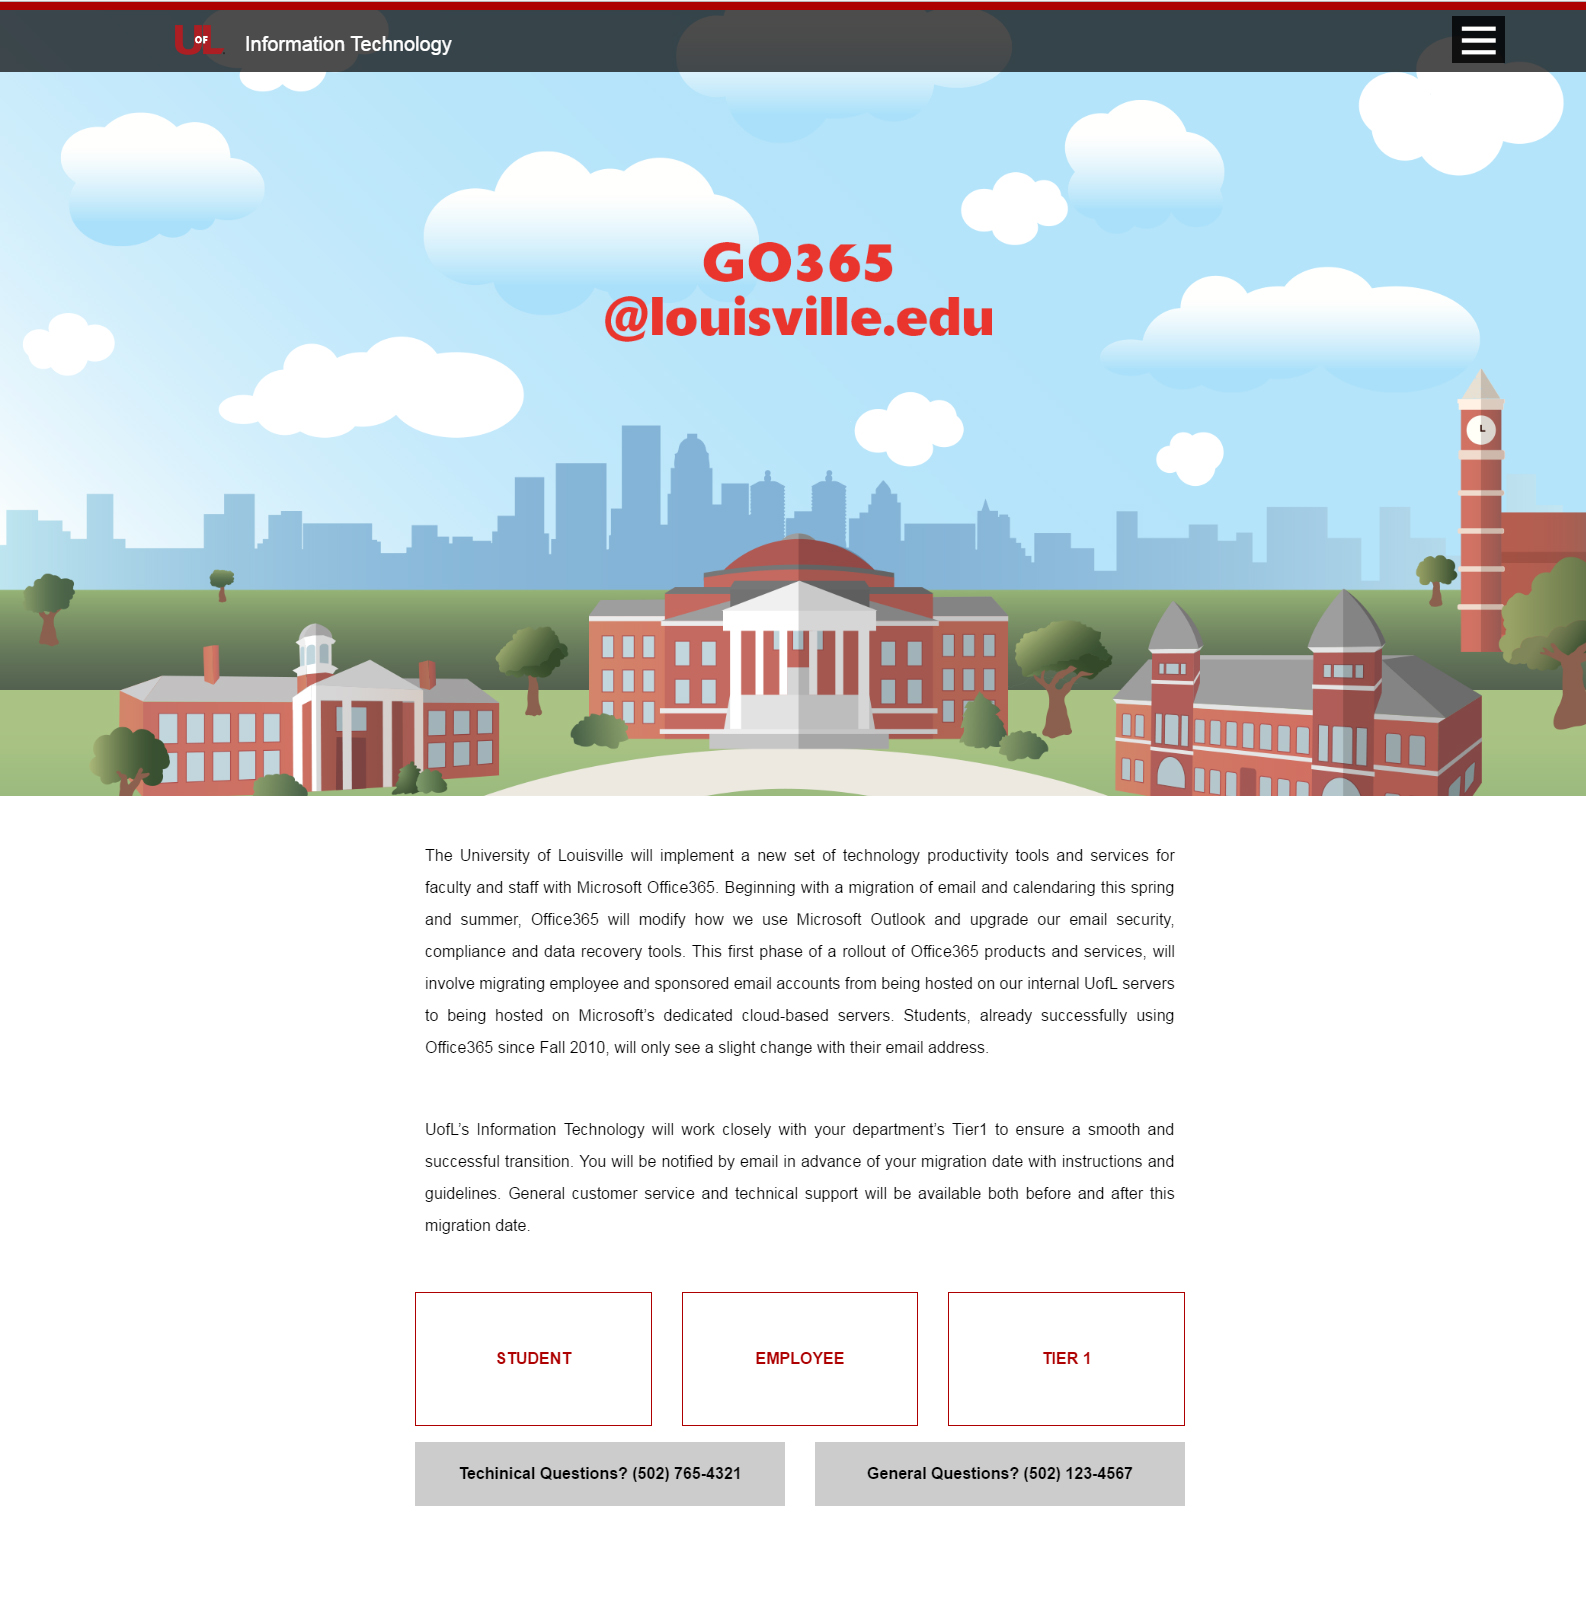 UOFL
Information Technology
GO365
@louisville.edu
The University of Louisville will implement a new set of technology productivity tools and services for
faculty and staff with Microsoft Office365. Beginning with a migration of email and calendaring this spring
and summer, Office365 will modify how we use Microsoft Outlook and upgrade our email security,
compliance and data recovery tools. This first phase of a rollout of Office365 products and services, will
involve migrating employee and sponsored email accounts from being hosted on our internal UofL servers
to being hosted on Microsoft’s dedicated cloud-based servers. Students, already successfully using
Office365 since Fall 2010, will only see a slight change with their email address.
UofL’s Information Technology will work closely with your department’s Tier1 to ensure a smooth and
successful transition. You will be notified by email in advance of your migration date with instructions and
guidelines. General customer service and technical support will be available both before and after this
migration date.
STUDENT
EMPLOYEE
TIER 1
Techinical Questions? (502) 765-4321
General Questions? (502) 123-4567